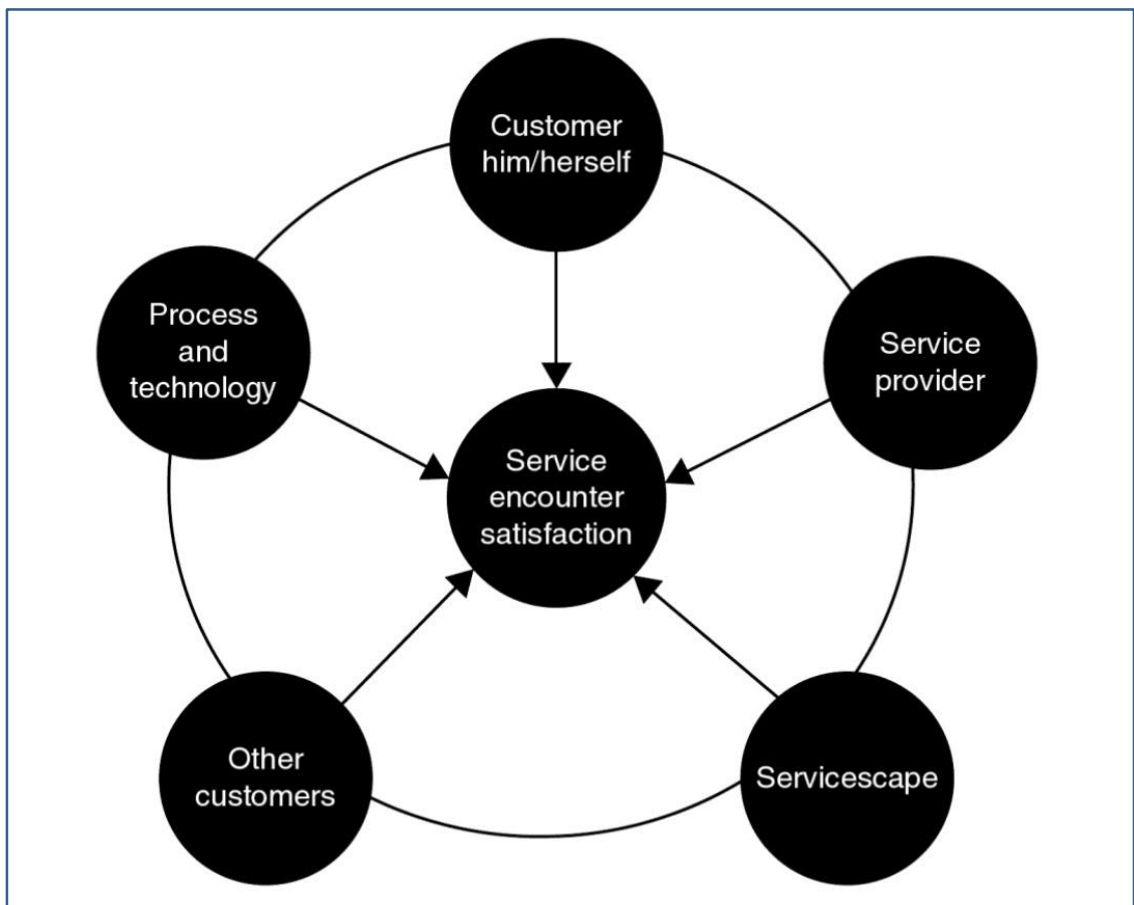 Customer
him/herself
Process
and
technology
Service
provider
Service
encounter
satisfaction
Other
customers
Servicescape